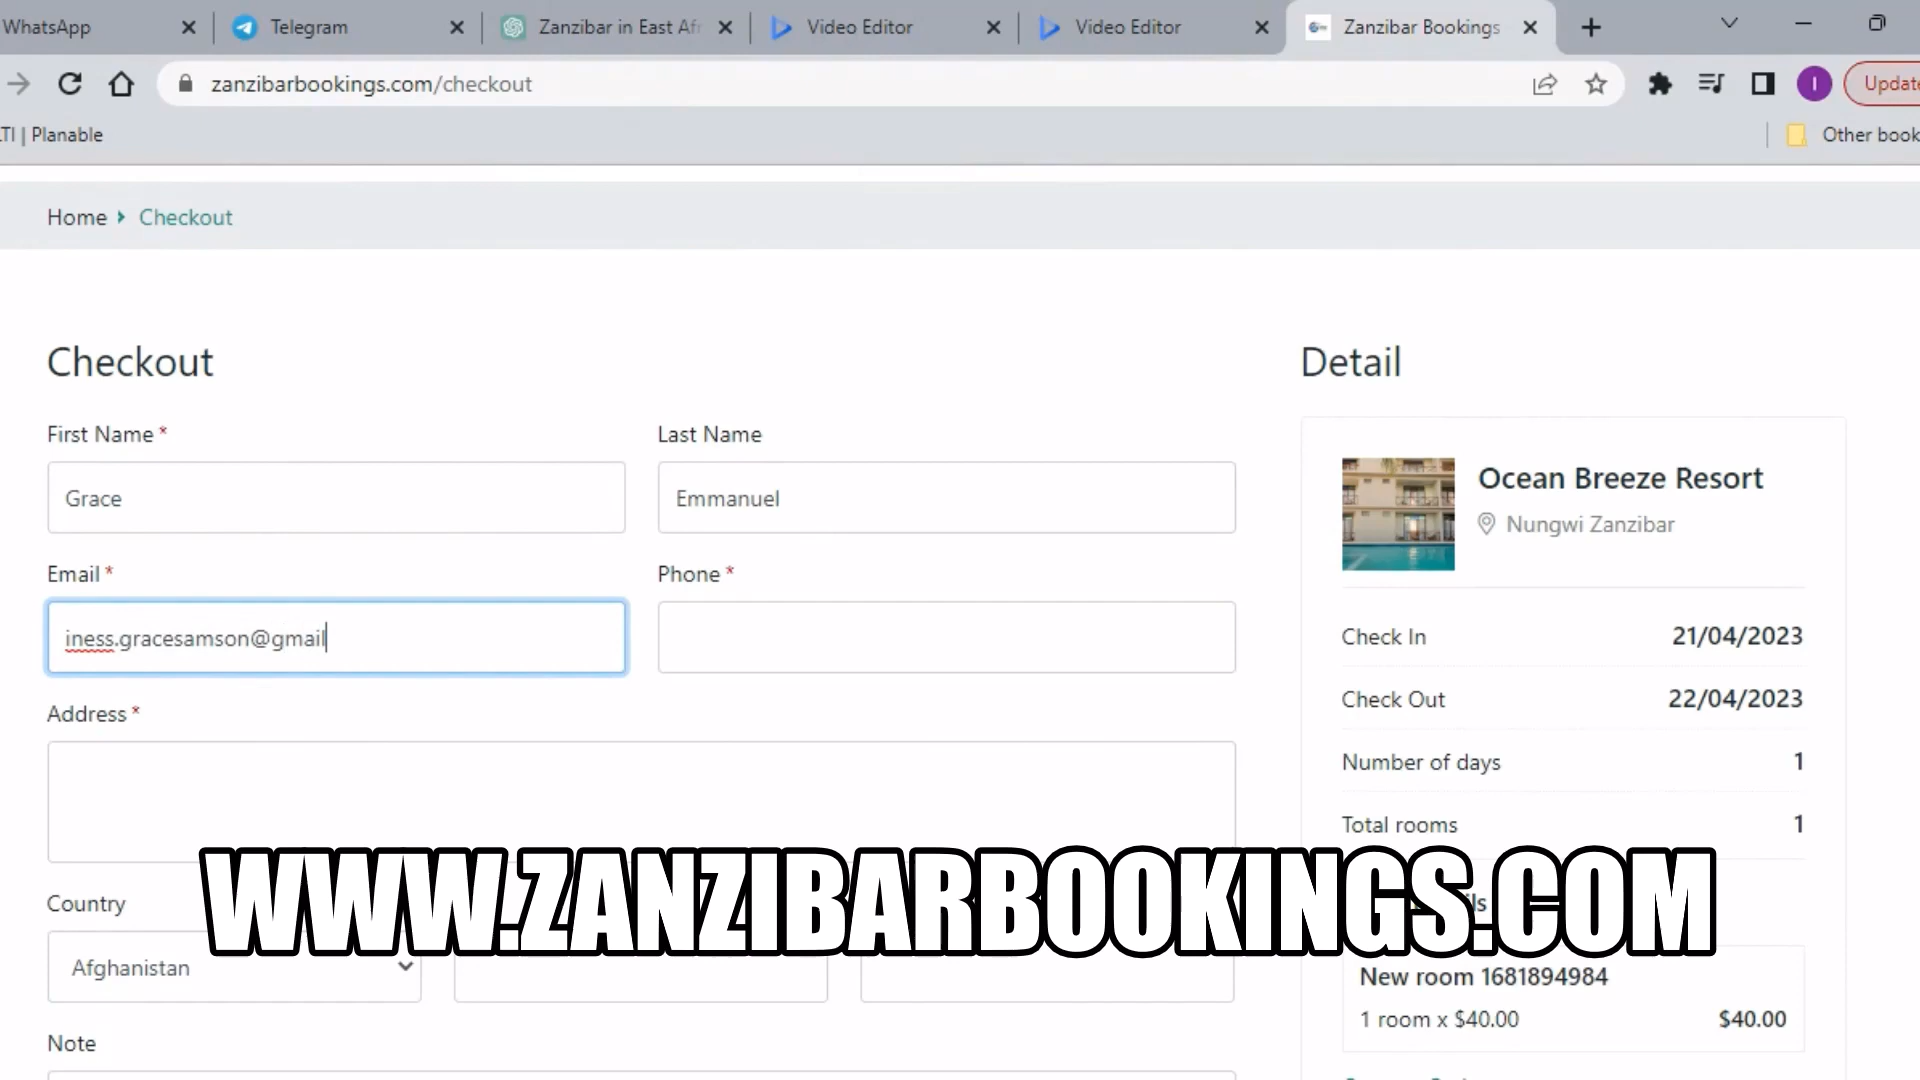 WhatsApp
Telegram
Zanzibar in East Afr
Video Editor
Video Editor
Zanzibar Bookings
zanzibarbookings.com/checkout
I
Update
TI | Planable
Other book
Home
Checkout
Checkout
Detail
First Name *
Last Name
Grace
Emmanuel
Ocean Breeze Resort
Nungwi Zanzibar
Email *
Phone *
iness.gracesamson@gmail
Check In
21/04/2023
Address *
Check Out
22/04/2023
Number of days
1
Total rooms
1
Country
WWW.ZANZIBARBOOKINGS.COM
Afghanistan
New room 1681894984
1 room x $40.00
$40.00
Note